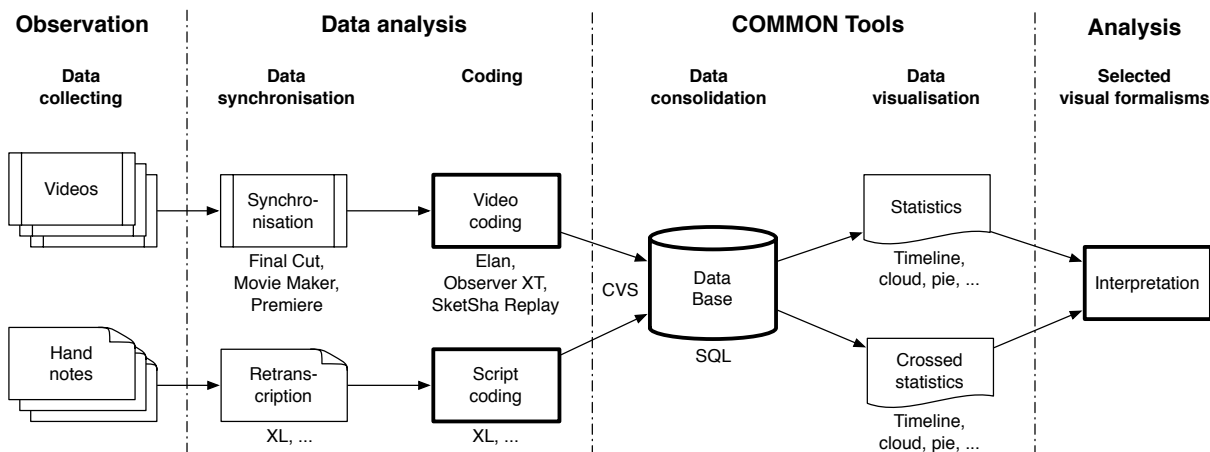 Observation
Data analysis
COMMON Tools
Analysis
Data
collecting
Data
synchronisation
Coding
Data
consolidation
Data
visualisation
Selected
visual formalisms
Videos
Synchro-
nisation
Final Cut,
Movie Maker,
Premiere
Video
coding
Elan,
Observer XT,
SketSha Replay
Hand
notes
Retrans-
cription
XL, ...
Script
coding
XL, ...
CVS
Data
Base
SQL
Statistics
Timeline,
cloud, pie, ...
Crossed
statistics
Timeline,
cloud, pie, ...
Interpretation